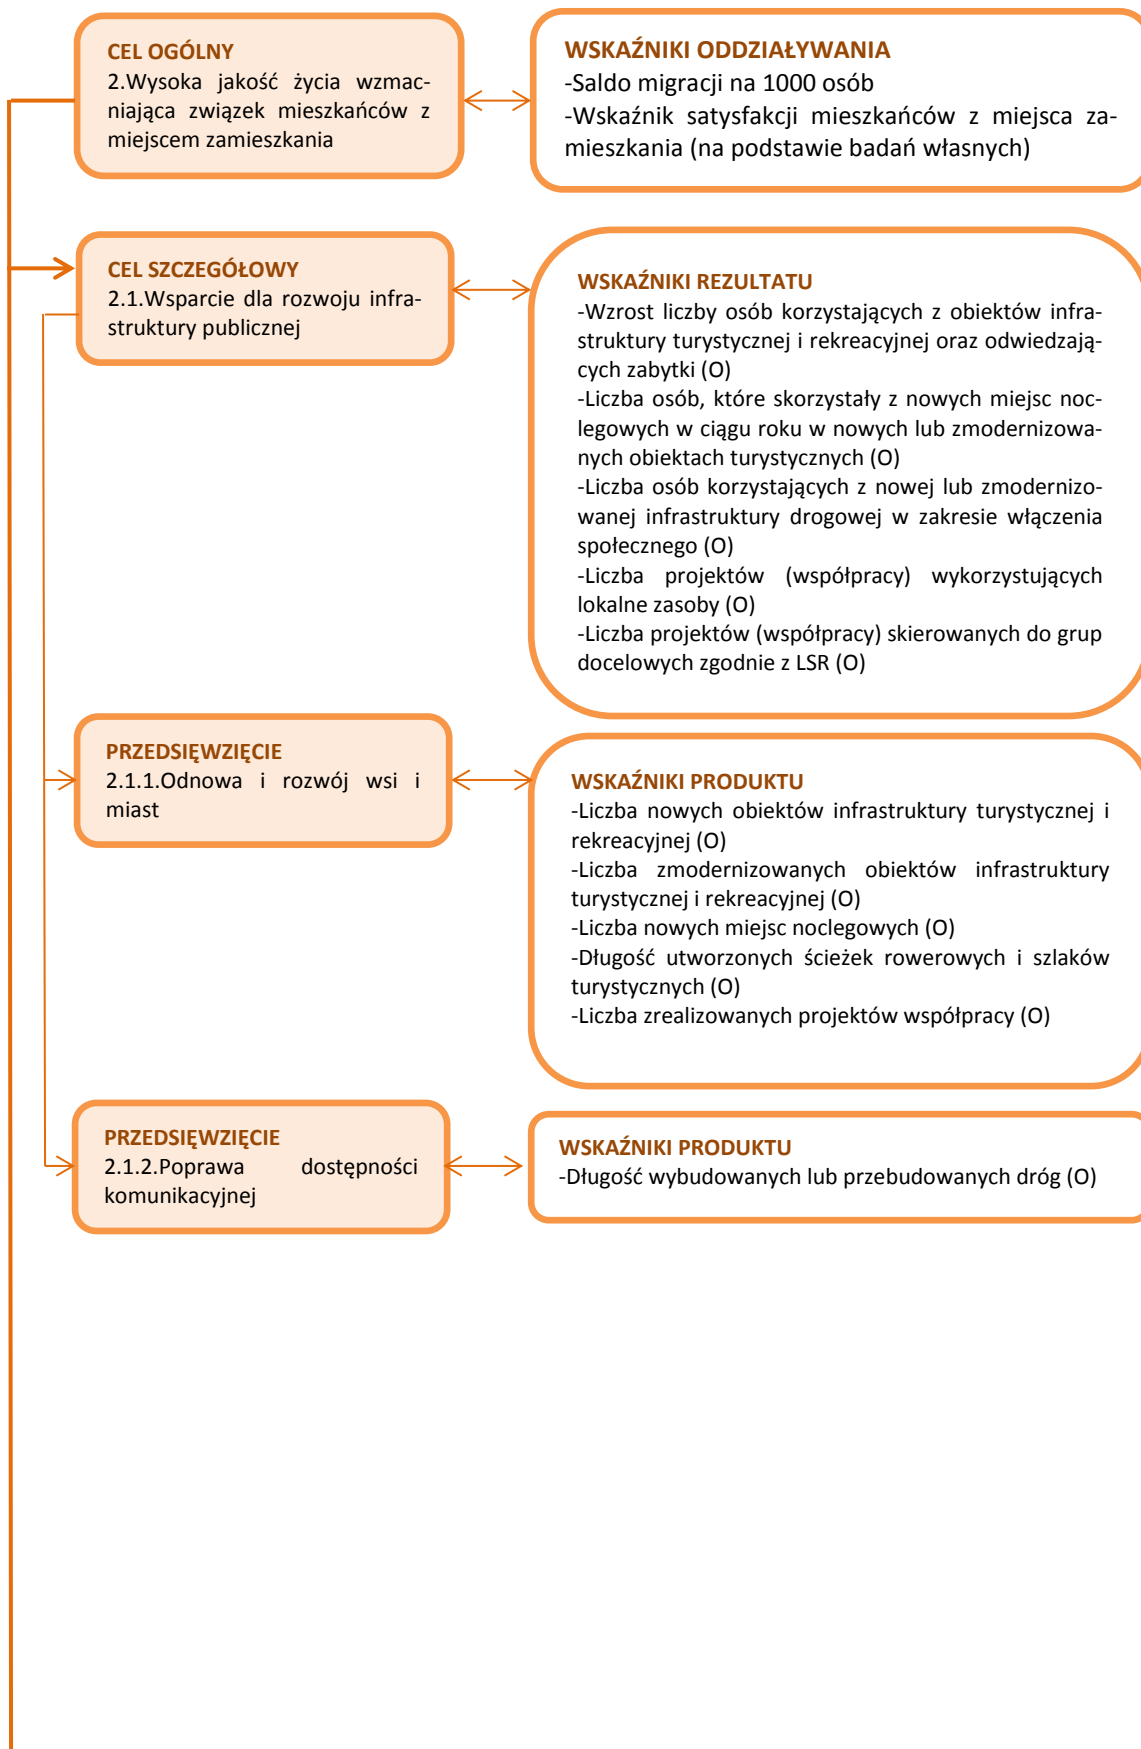 CEL OGÓLNY
2.Wysoka jakość życia wzmac-
niająca związek mieszkańców z
miejscem zamieszkania
WSKAŹNIKI ODDZIAŁYWANIA
-Saldo migracji na 1000 osób
-Wskaźnik satysfakcji mieszkańców z miejsca za-
mieszkania (na podstawie badań własnych)
CEL SZCZEGÓŁOWY
2.1.Wsparcie dla rozwoju infra-
struktury publicznej
WSKAŹNIKI REZULTATU
-Wzrost liczby osób korzystających z obiektów infra-
struktury turystycznej i rekreacyjnej oraz odwiedzają-
cych zabytki (O)
-Liczba osób, które skorzystały z nowych miejsc noc-
legowych w ciągu roku w nowych lub zmodernizowa-
nych obiektach turystycznych (O)
-Liczba osób korzystających z nowej lub zmodernizo-
wanej infrastruktury drogowej w zakresie włączenia
społecznego (O)
-Liczba projektów (współpracy) wykorzystujących
lokalne zasoby (O)
-Liczba projektów (współpracy) skierowanych do grup
docelowych zgodnie z LSR (O)
PRZEDSIĘWZIĘCIE
2.1.1.Odnowa i rozwój wsi i
miast
WSKAŹNIKI PRODUKTU
-Liczba nowych obiektów infrastruktury turystycznej i
rekreacyjnej (O)
-Liczba zmodernizowanych obiektów infrastruktury
turystycznej i rekreacyjnej (O)
-Liczba nowych miejsc noclegowych (O)
-Długość utworzonych ścieżek rowerowych i szlaków
turystycznych (O)
-Liczba zrealizowanych projektów współpracy (O)
PRZEDSIĘWZIĘCIE
2.1.2.Poprawa dostępności
komunikacyjnej
WSKAŹNIKI PRODUKTU
-Długość wybudowanych lub przebudowanych dróg (O)